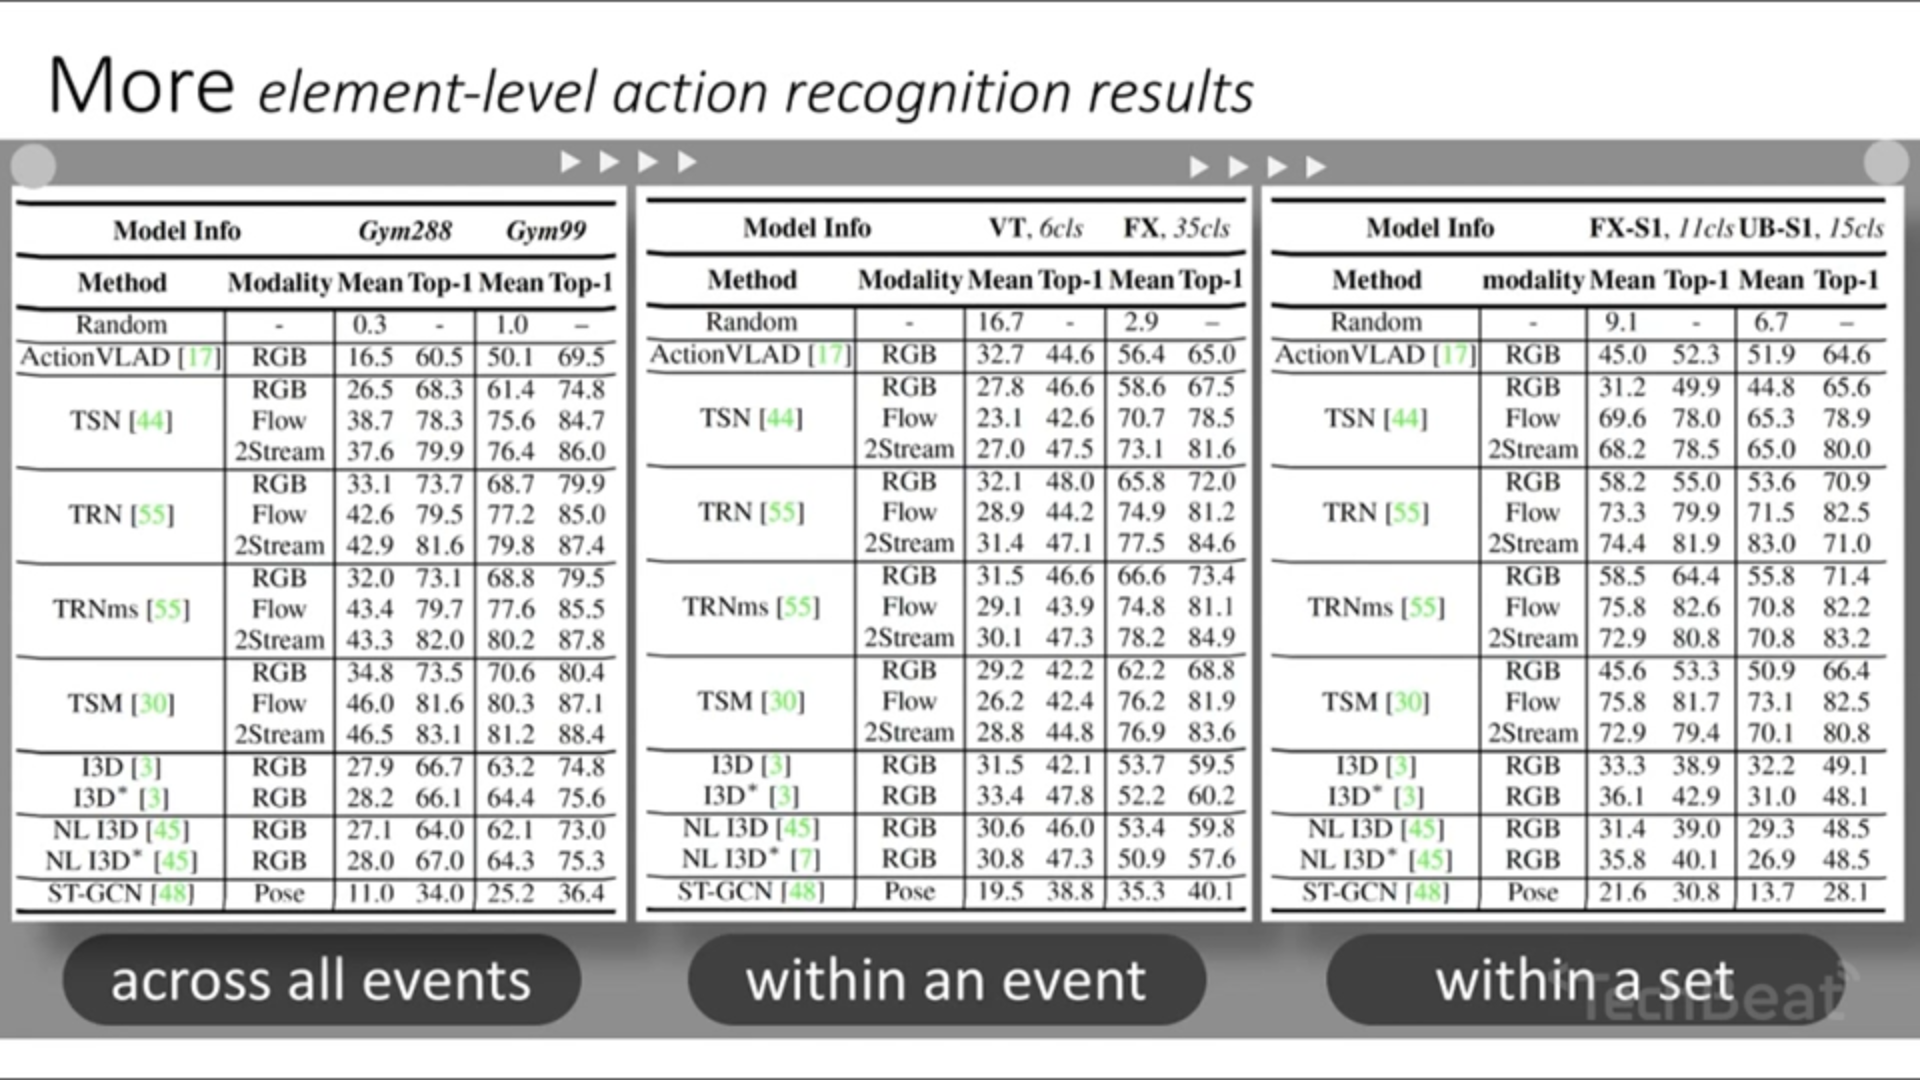 More element-level action recognition results
Model Info Gym288 Gym99
Method Modality Mean Top-1 Mean Top-1
Random - 0.3 - 1.0 –
ActionVLAD [17] RGB 16.5 60.5 50.1 69.5
RGB 26.5 68.3 61.4 74.8
TSN [44] Flow 38.7 78.3 75.6 84.7
2Stream 37.6 79.9 76.4 86.0
RGB 33.1 73.7 68.7 79.9
TRN [55] Flow 42.6 79.5 77.2 85.0
2Stream 42.9 81.6 79.8 87.4
RGB 32.0 73.1 68.8 79.5
TRNms [55] Flow 43.4 79.7 77.6 85.5
2Stream 43.3 82.0 80.2 87.8
RGB 34.8 73.5 70.6 80.4
TSM [30] Flow 46.0 81.6 80.3 87.1
2Stream 46.5 83.1 81.2 88.4
I3D [3] RGB 27.9 66.7 63.2 74.8
I3D* [3] RGB 28.2 66.1 64.4 75.6
NL I3D [45] RGB 27.1 64.0 62.1 73.0
NL I3D* [45] RGB 28.0 67.0 64.3 75.3
ST-GCN [48] Pose 11.0 34.0 25.2 36.4
across all events
Model Info VT, 6cls FX, 35cls
Method Modality Mean Top-1 Mean Top-1
Random - 16.7 - 2.9 –
ActionVLAD [17] RGB 32.7 44.6 56.4 65.0
RGB 27.8 46.6 58.6 67.5
TSN [44] Flow 23.1 42.6 70.7 78.5
2Stream 27.0 47.5 73.1 81.6
RGB 32.1 48.0 65.8 72.0
TRN [55] Flow 28.9 44.2 74.9 81.2
2Stream 31.4 47.1 77.5 84.6
RGB 31.5 46.6 66.6 73.4
TRNms [55] Flow 29.1 43.9 74.8 81.1
2Stream 30.1 47.3 78.2 84.9
RGB 29.2 42.2 62.2 68.8
TSM [30] Flow 26.2 42.4 76.2 81.9
2Stream 28.8 44.8 76.9 83.6
I3D [3] RGB 31.5 42.1 53.7 59.5
I3D* [3] RGB 33.4 47.8 52.2 60.2
NL I3D [45] RGB 30.6 46.0 53.4 59.8
NL I3D* [7] RGB 30.8 47.3 50.9 57.6
ST-GCN [48] Pose 19.5 38.8 35.3 40.1
within an event
Model Info FX-S1, 11cls UB-S1, 15cls
Method modality Mean Top-1 Mean Top-1
Random - 9.1 - 6.7 –
ActionVLAD [17] RGB 45.0 52.3 51.9 64.6
RGB 31.2 49.9 44.8 65.6
TSN [44] Flow 69.6 78.0 65.3 78.9
2Stream 68.2 78.5 65.0 80.0
RGB 58.2 55.0 53.6 70.9
TRN [55] Flow 73.3 79.9 71.5 82.5
2Stream 74.4 81.9 83.0 71.0
RGB 58.5 64.4 55.8 71.4
TRNms [55] Flow 75.8 82.6 70.8 82.2
2Stream 72.9 80.8 70.8 83.2
RGB 45.6 53.3 50.9 66.4
TSM [30] Flow 75.8 81.7 73.1 82.5
2Stream 72.9 79.4 70.1 80.8
I3D [3] RGB 33.3 38.9 32.2 49.1
I3D* [3] RGB 36.1 42.9 31.0 48.1
NL I3D [45] RGB 31.4 39.0 29.3 48.5
NL I3D* [45] RGB 35.8 40.1 26.9 48.5
ST-GCN [48] Pose 21.6 30.8 13.7 28.1
within a set
TechBeat